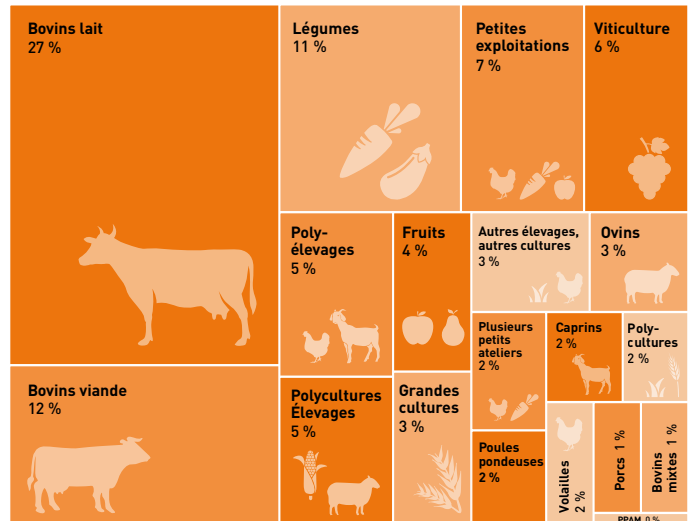 Bovins lait
27 %
Légumes
11 %
Petites
exploitations
7 %
Viticulture
6 %
Poly-
élevages
5 %
Fruits
4 %
Autres élevages,
autres cultures
3 %
Ovins
3 %
Plusieurs
petits
ateliers
2 %
Caprins
2 %
Poly-
cultures
2 %
Bovins viande
12 %
Polycultures
Élevages
5 %
Grandes
cultures
3 %
Poules
pondeuses
2 %
Volailles
2 %
Porcs 1 %
Bovins
mixtes 1 %
PPAM 0 %